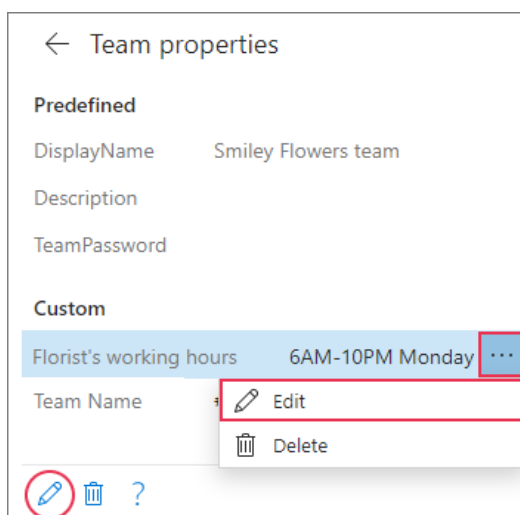 Team properties
Predefined
DisplayName Smiley Flowers team
Description
TeamPassword
Custom
Florist's working hours 6AM-10PM Monday ...
Team Name
Edit
Delete
?